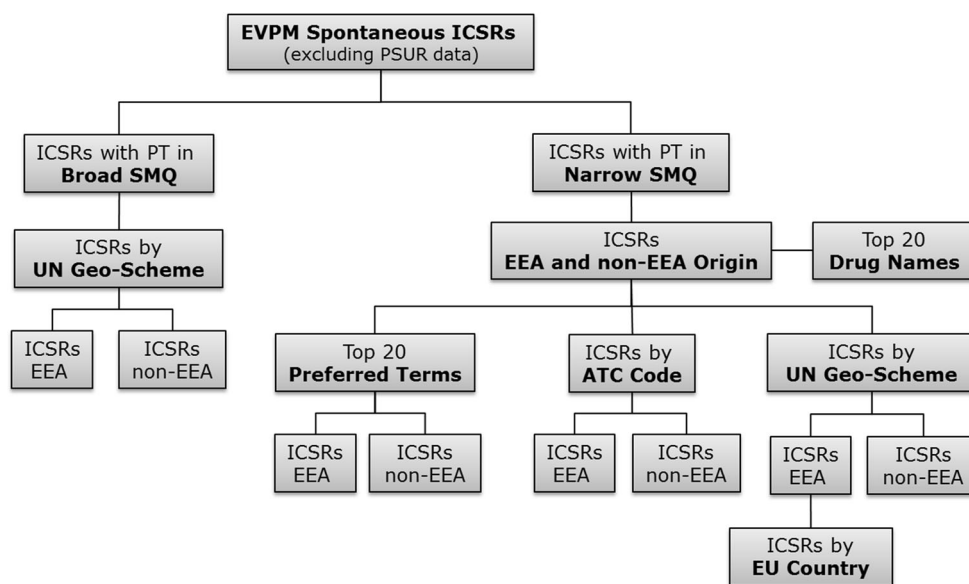 EVPM Spontaneous ICSRs
(excluding PSUR data)
ICSRs with PT in
Broad SMQ
ICSRs with PT in
Narrow SMQ
ICSRs by
UN Geo-Scheme
ICSRs
EEA and non-EEA Origin
Top 20
Drug Names
ICSRs
EEA
ICSRs
non-EEA
Top 20
Preferred Terms
ICSRs by
ATC Code
ICSRs by
UN Geo-Scheme
ICSRs
EEA
ICSRs
non-EEA
ICSRs
EEA
ICSRs
non-EEA
ICSRs
EEA
ICSRs
non-EEA
ICSRs by
EU Country